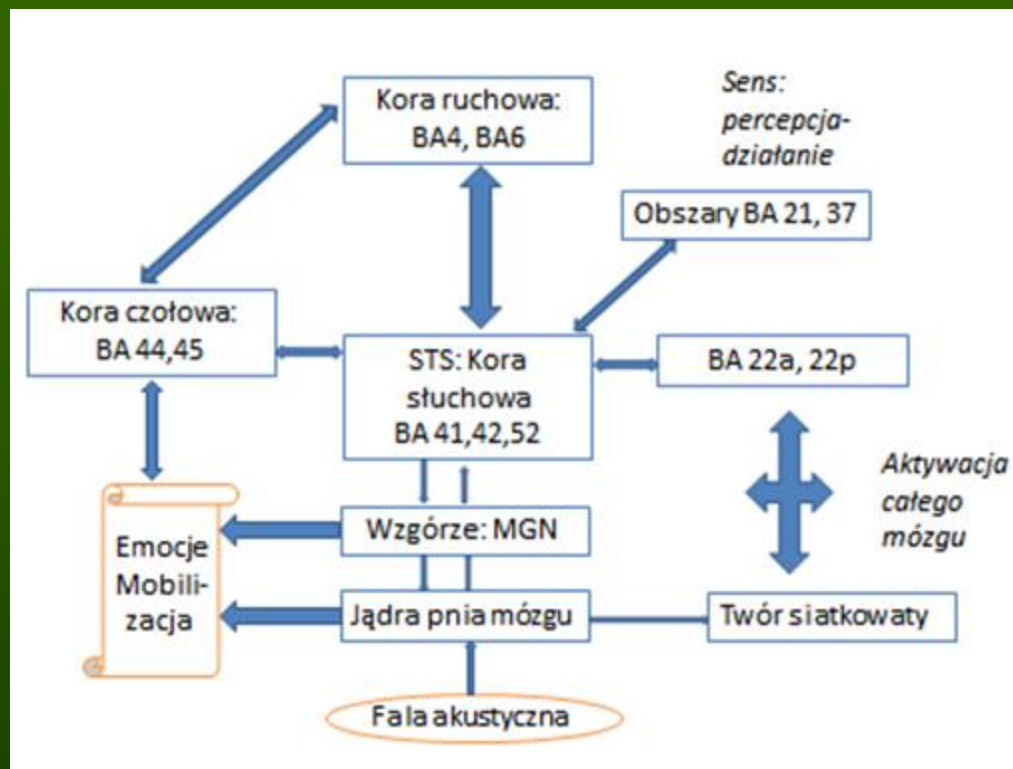 Kora ruchowa:
BA4, BA6
Sens:
percepcja-
działanie
Obszary BA 21, 37
Kora czołowa:
BA 44,45
STS: Kora
słuchowa
BA 41,42,52
BA 22a, 22p
Aktywacja
całego
mózgu
Emocje
Mobili-
zacja
Wzgórze: MGN
Jądra pnia mózgu
Twór siatkowaty
Fala akustyczna